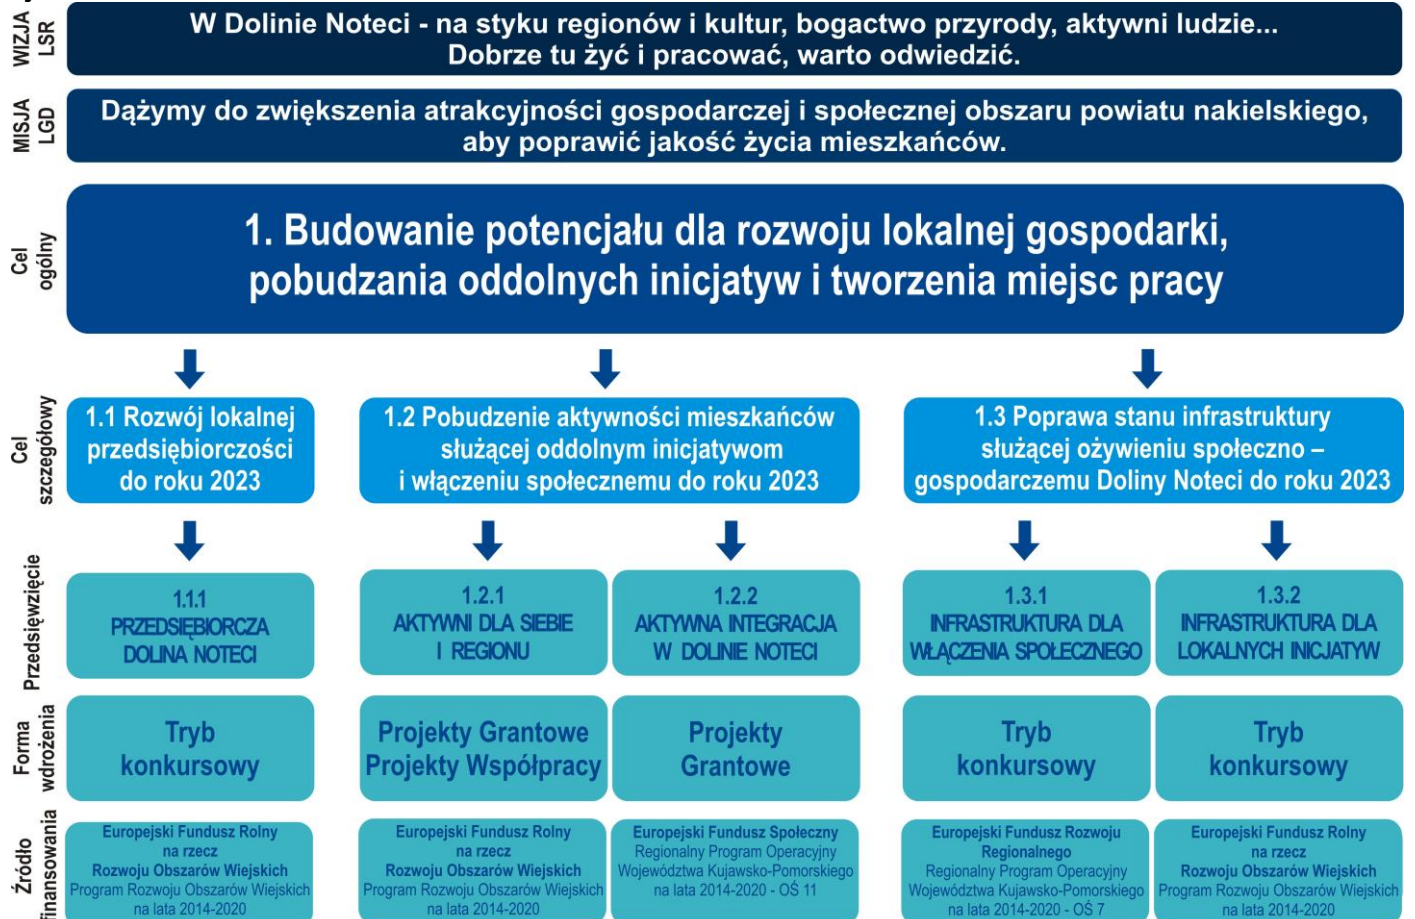 WIZJA
LSR
W Dolinie Noteci - na styku regionów i kultur, bogactwo przyrody, aktywni ludzie...
Dobrze tu żyć i pracować, warto odwiedzić.
MISJA
LGD
Dążymy do zwiększenia atrakcyjności gospodarczej i społecznej obszaru powiatu nakielskiego,
aby poprawić jakość życia mieszkańców.
Cel
ogólny
1. Budowanie potencjału dla rozwoju lokalnej gospodarki,
pobudzania oddolnych inicjatyw i tworzenia miejsc pracy
Cel
szczegółowy
1.1 Rozwój lokalnej
przedsiębiorczości
do roku 2023
1.2 Pobudzenie aktywności mieszkańców
służącej oddolnym inicjatywom
i włączeniu społecznemu do roku 2023
1.3 Poprawa stanu infrastruktury
służącej ożywieniu społeczno –
gospodarczemu Doliny Noteci do roku 2023
Przedsięwzięcie
1.1.1
PRZEDSIĘBIORCZA
DOLINA NOTECI
1.2.1
AKTYWNI DLA SIEBIE
I REGIONU
1.2.2
AKTYWNA INTEGRACJA
W DOLINIE NOTECI
1.3.1
INFRASTRUKTURA DLA
WŁĄCZENIA SPOŁECZNEGO
1.3.2
INFRASTRUKTURA DLA
LOKALNYCH INICJATYW
Forma
wdrożenia
Tryb
konkursowy
Projekty Grantowe
Projekty Współpracy
Projekty
Grantowe
Tryb
konkursowy
Tryb
konkursowy
Źródło
finansowania
Europejski Fundusz Rolny
na rzecz
Rozwoju Obszarów Wiejskich
Program Rozwoju Obszarów Wiejskich
na lata 2014-2020
Europejski Fundusz Rolny
na rzecz
Rozwoju Obszarów Wiejskich
Program Rozwoju Obszarów Wiejskich
na lata 2014-2020
Europejski Fundusz Społeczny
Regionalny Program Operacyjny
Województwa Kujawsko-Pomorskiego
na lata 2014-2020 - OŚ 11
Europejski Fundusz Rozwoju
Regionalnego
Regionalny Program Operacyjny
Województwa Kujawsko-Pomorskiego
na lata 2014-2020 - OŚ 7
Europejski Fundusz Rolny
na rzecz
Rozwoju Obszarów Wiejskich
Program Rozwoju Obszarów Wiejskich
na lata 2014-2020